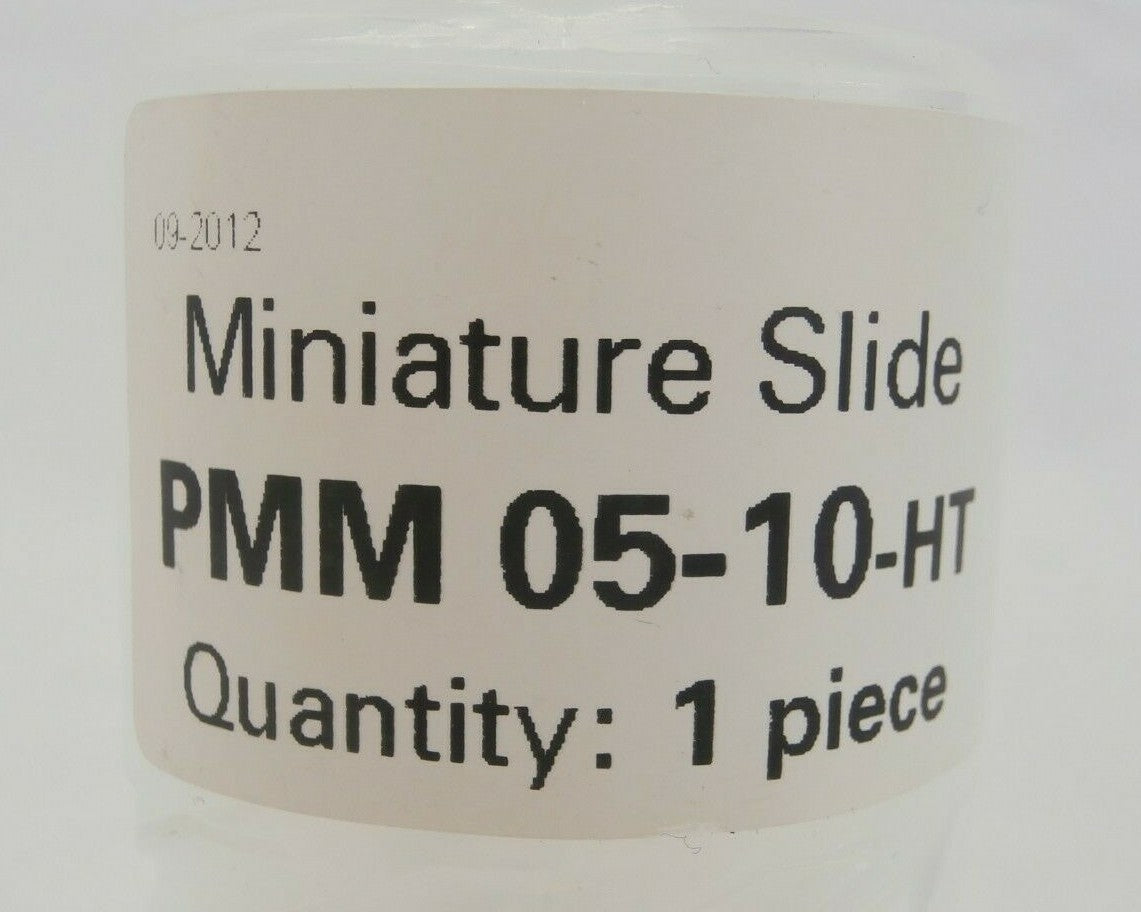 09-2012
Miniature Slide
PMM 05-10-HT
Quantity: 1 piece